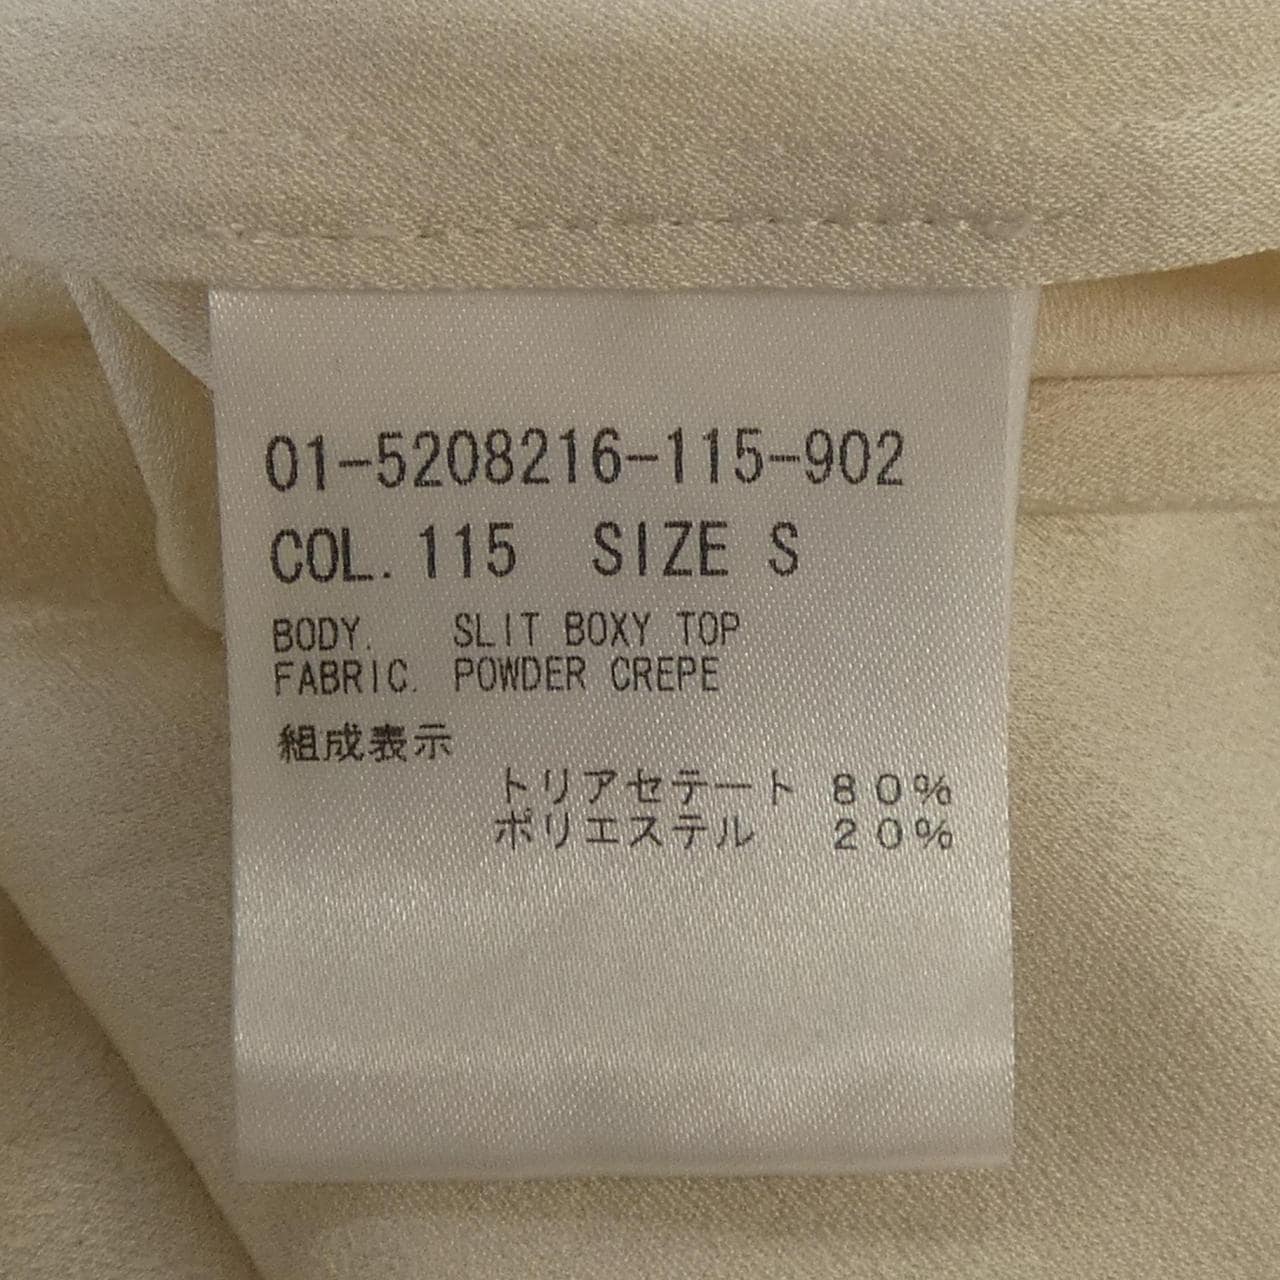 01-5208216-115-902
COL. 115 SIZE S
BODY. SLIT BOXY TOP
FABRIC. POWDER CREPE
組成表示
トリアセテート 80%
ポリエステル 20%